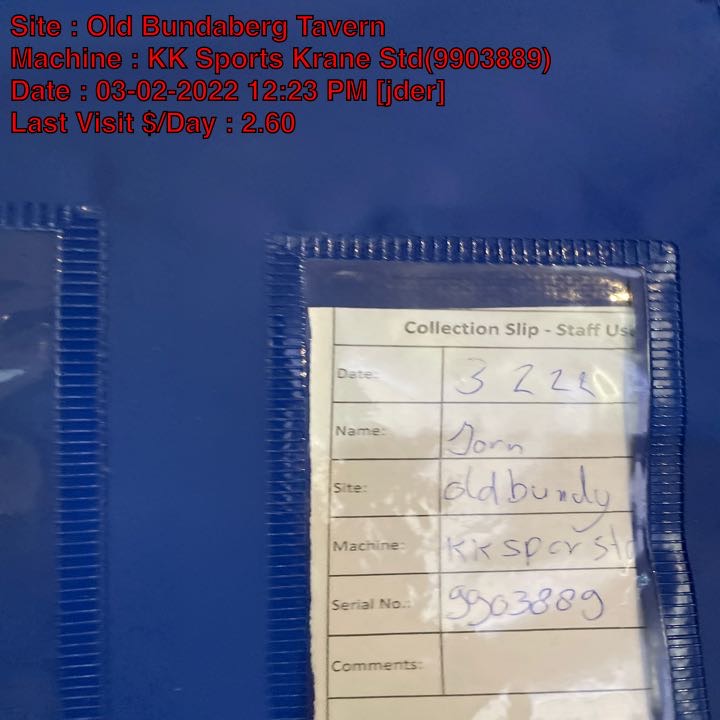 Site : Old Bundaberg Tavern
Machine : KK Sports Krane Std(9903889)
Date : 03-02-2022 12:23 PM [jder]
Last Visit $/Day : 2.60
Collection Slip - Staff Us
Date: 3 2 22
Name: Jorn
Site: old bundy
Machine: KK spor std
Serial No.: 9903889
Comments: